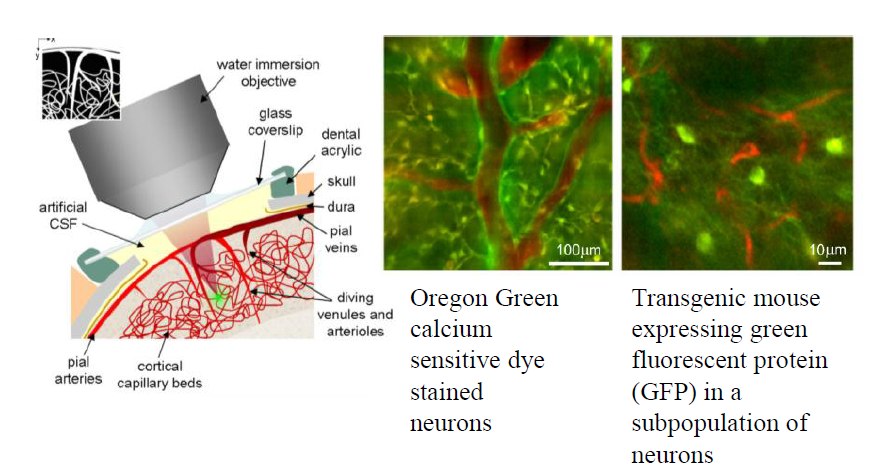 x
y
water immersion
objective
glass
coverslip
dental
acrylic
skull
dura
pial
veins
artificial
CSF
diving
venules and
arterioles
pial
arteries
cortical
capillary beds
100μm
10μm
Oregon Green
calcium
sensitive dye
stained
neurons
Transgenic mouse
expressing green
fluorescent protein
(GFP) in a
subpopulation of
neurons